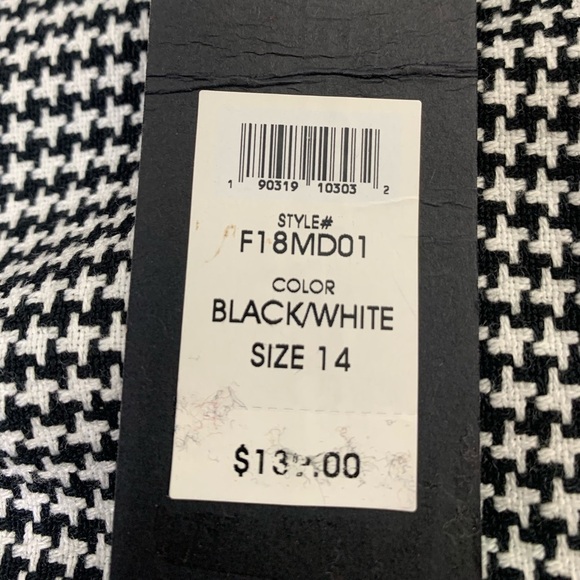 1 90319 10303 2
STYLE#
F18MD01
COLOR
BLACK/WHITE
SIZE 14